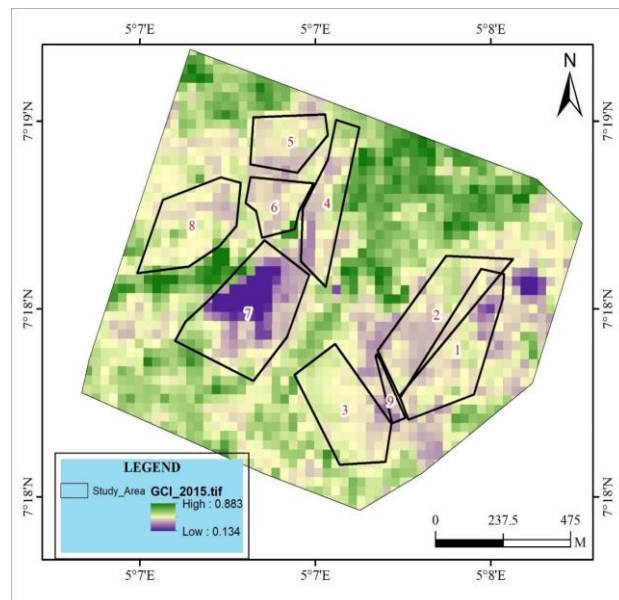 5°7'E 5°7'E 5°8'E
N
7°19'N 7°19'N
5
4
6
8
7°18'N 7°18'N
2
7
1
3
9
LEGEND
Study_Area GCI_2015.tif
High : 0.883
Low : 0.134
7°18'N 7°18'N
0 237.5 475
M
5°7'E 5°7'E 5°8'E